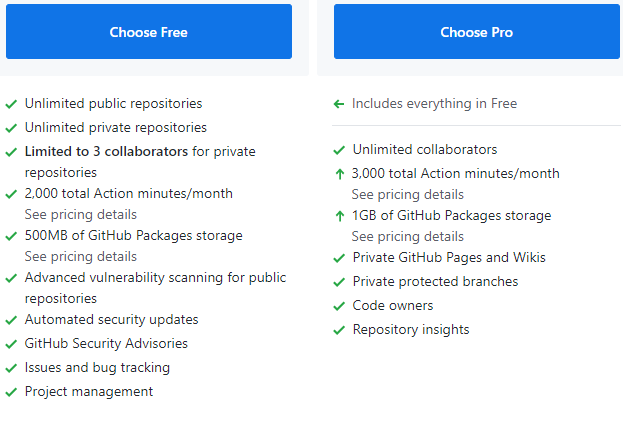 Choose Free
Unlimited public repositories
Unlimited private repositories
Limited to 3 collaborators for private
repositories
2,000 total Action minutes/month
See pricing details
500MB of GitHub Packages storage
See pricing details
Advanced vulnerability scanning for public
repositories
Automated security updates
GitHub Security Advisories
Issues and bug tracking
Project management
Choose Pro
Includes everything in Free
Unlimited collaborators
3,000 total Action minutes/month
See pricing details
1GB of GitHub Packages storage
See pricing details
Private GitHub Pages and Wikis
Private protected branches
Code owners
Repository insights